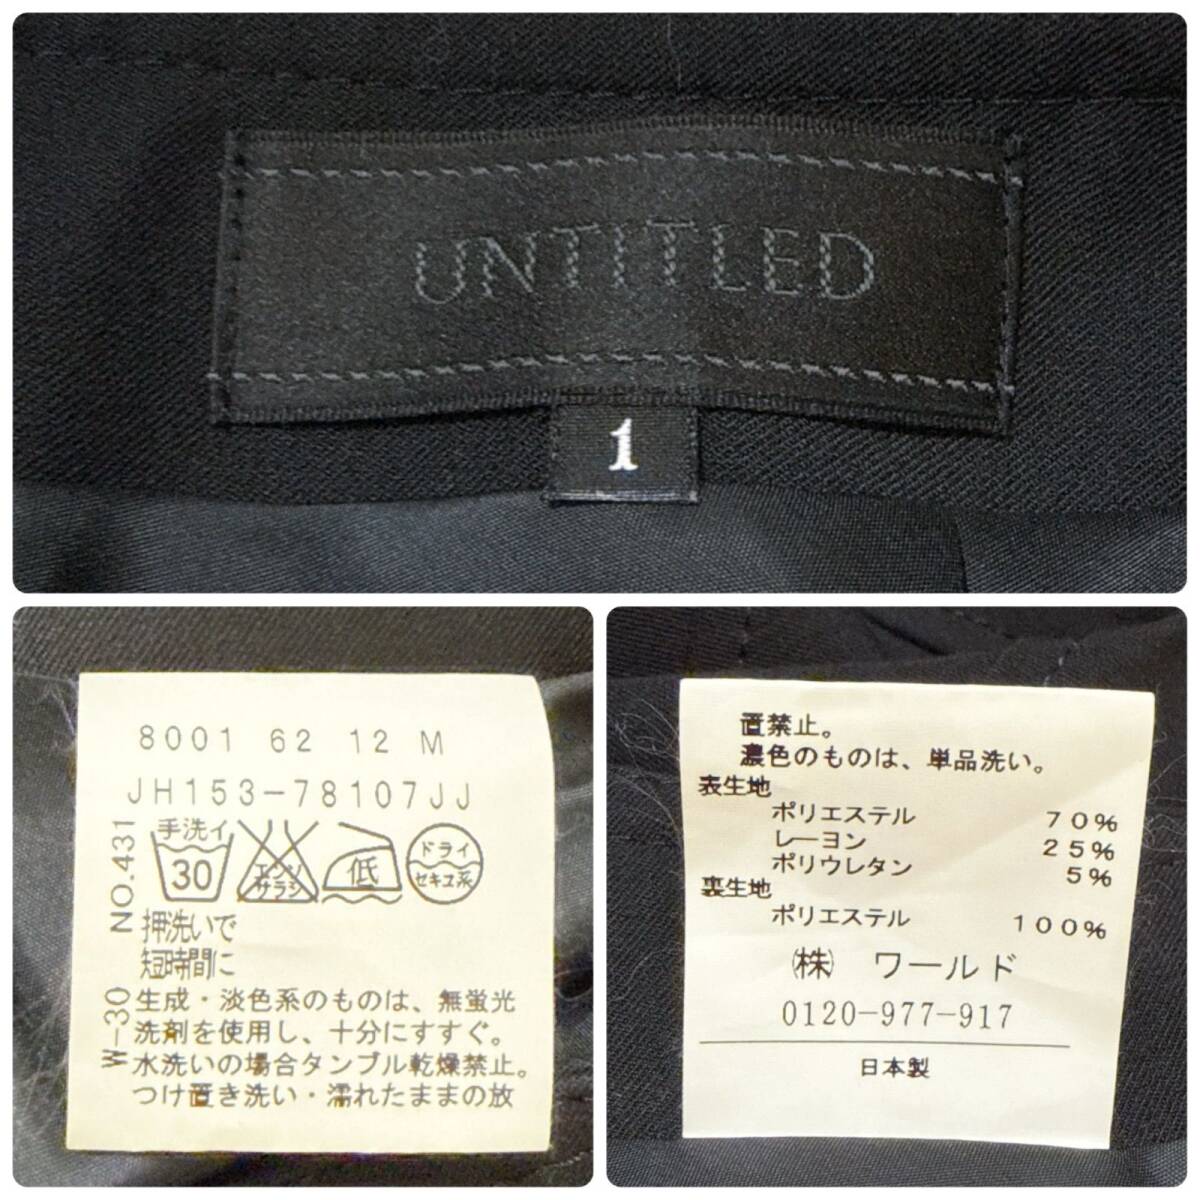 UNTITLED
1
8001 62 12 M
JH153-78107JJ
手洗イ
30
エンソ
サラシ
低
ドライ
セキユ系
NO.431
押洗いで
短時間に
W-30
生成・淡色系のものは、無蛍光
洗剤を使用し、十分にすすぐ。
水洗いの場合タンブル乾燥禁止。
つけ置き洗い・濡れたままの放
置禁止。
濃色のものは、単品洗い。
表生地
ポリエステル 70%
レーヨン 25%
ポリウレタン 5%
裏生地
ポリエステル 100%
㈱ ワールド
0120-977-917
日本製